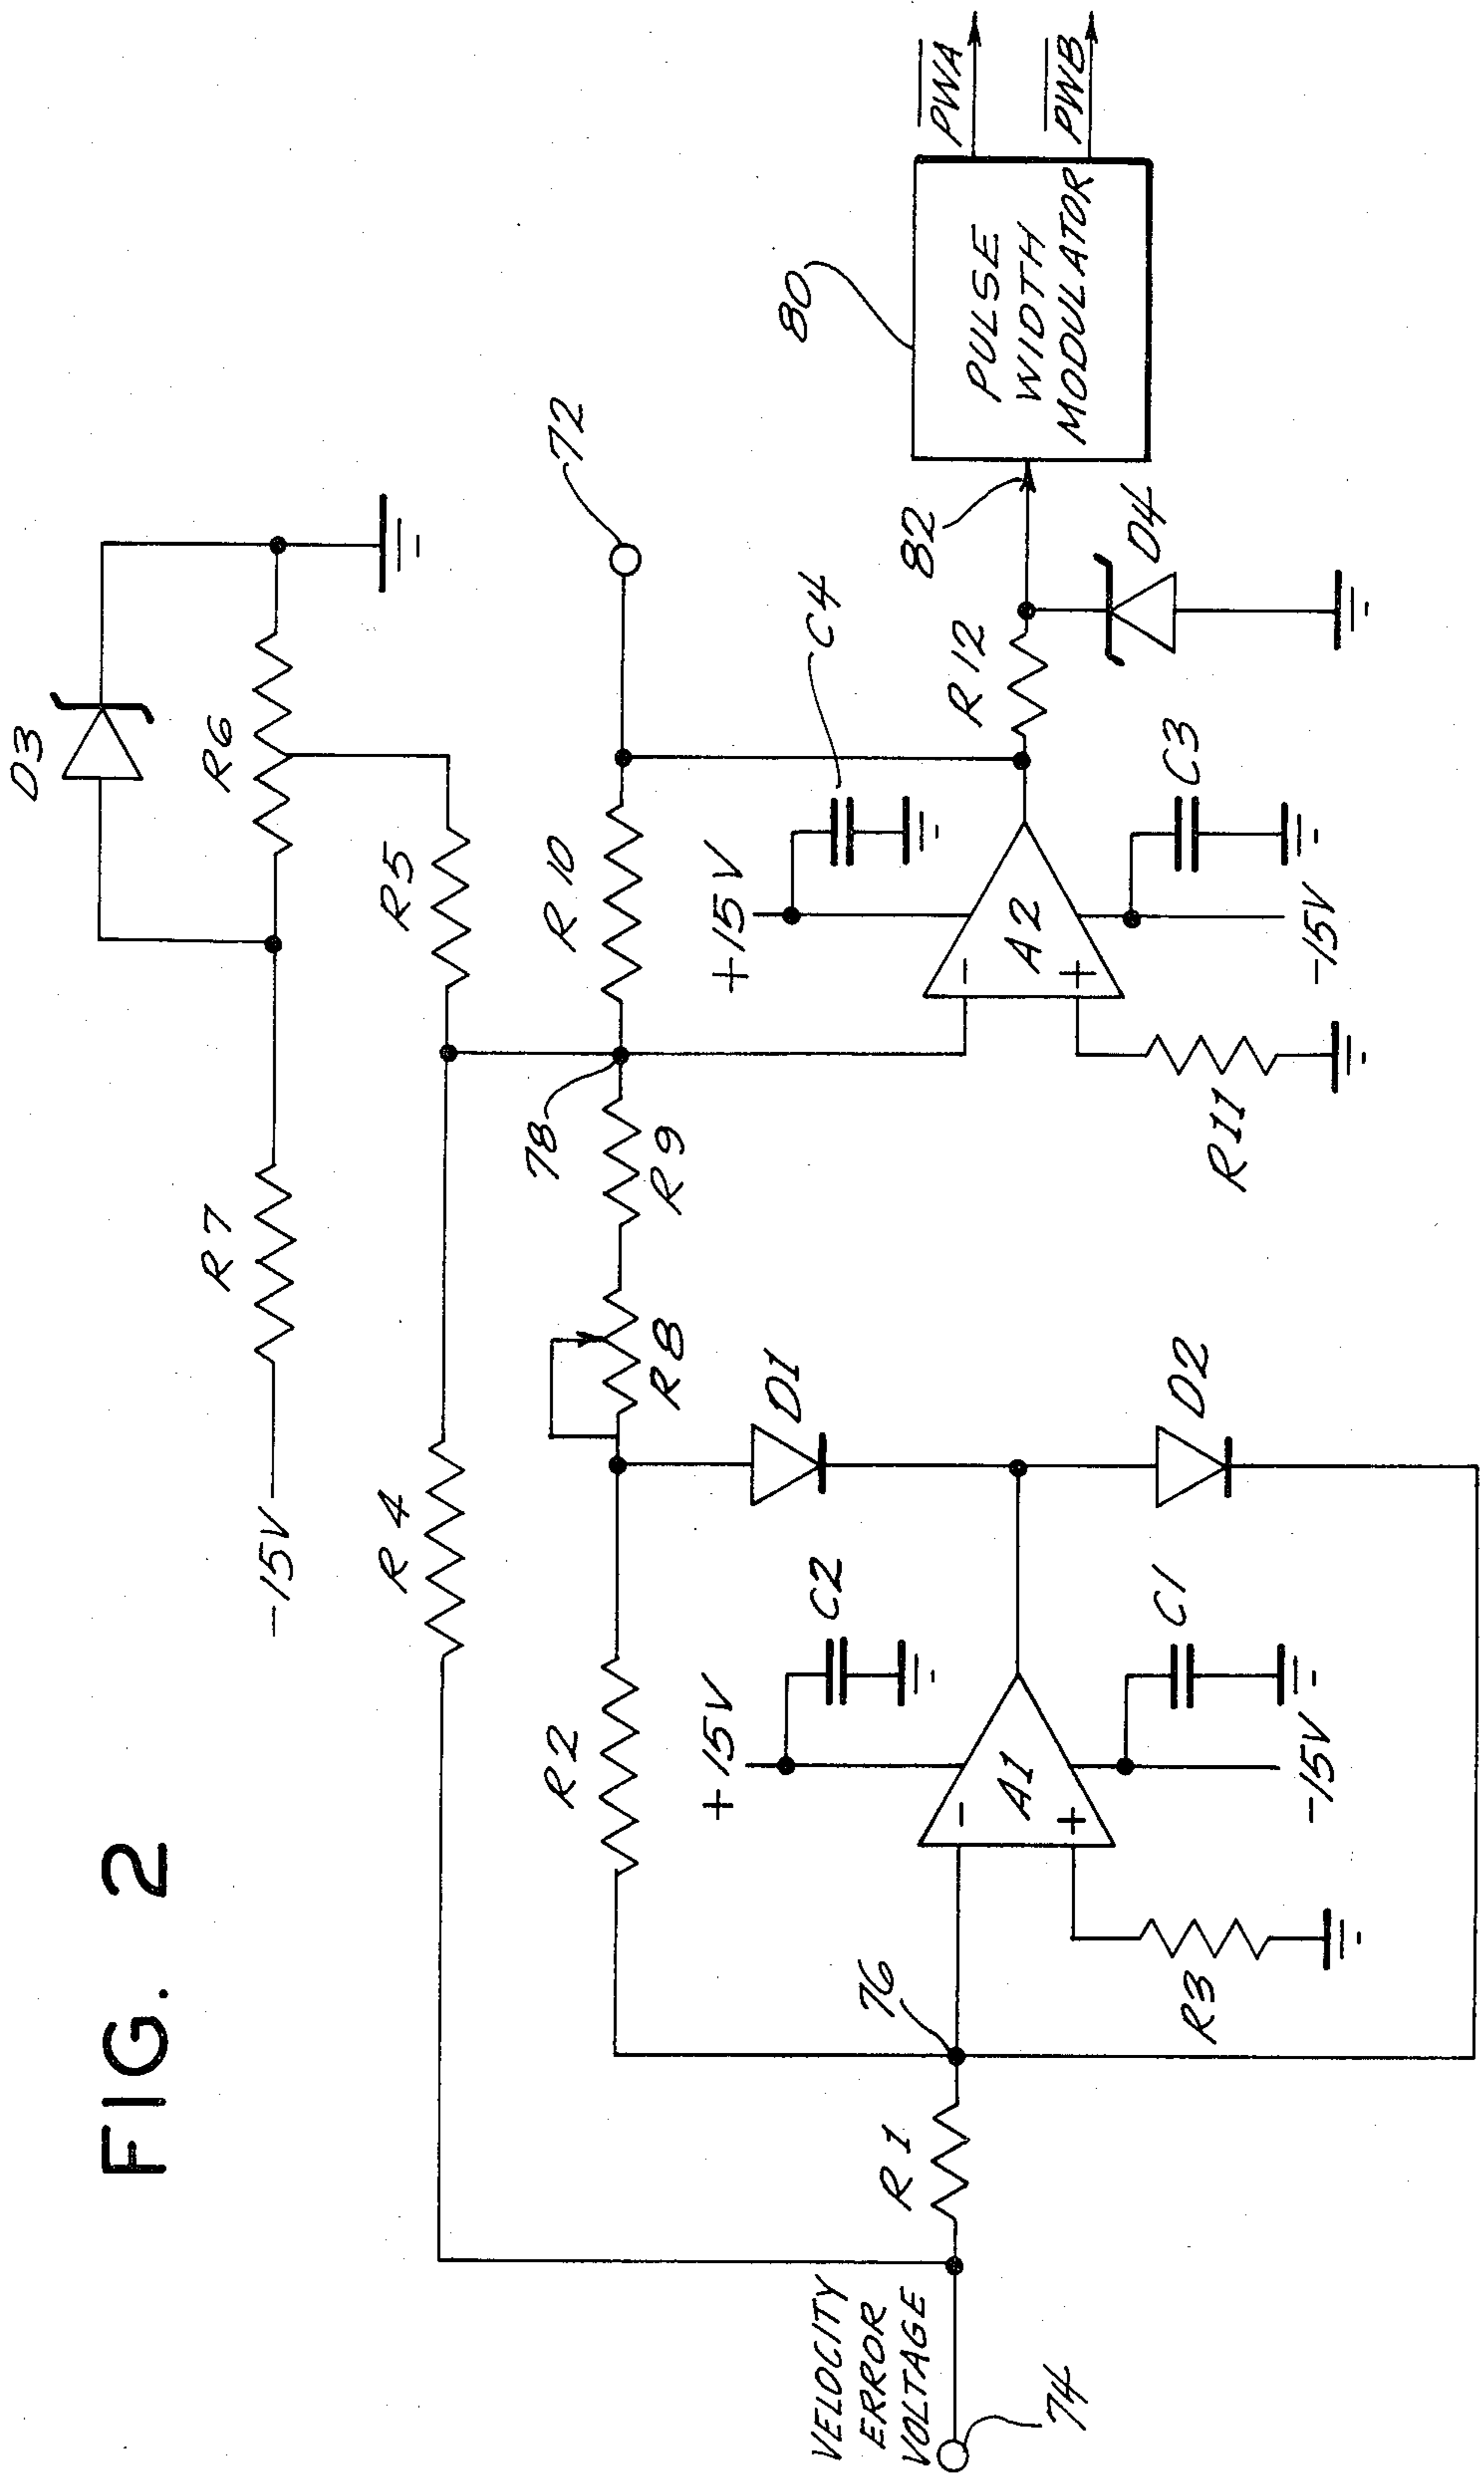 FIG. 2
D3
-15V
R7
R6
R4
R5
72
R2
R8
R9
78
R10
+15V
C2
D1
+15V
C4
80
VELOCITY
ERROR
VOLTAGE
74
R1
76
A1
A2
R12
82
PULSE
WIDTH
MODULATOR
PWA
PWB
R3
-15V
C1
D2
R11
-15V
C3
D4